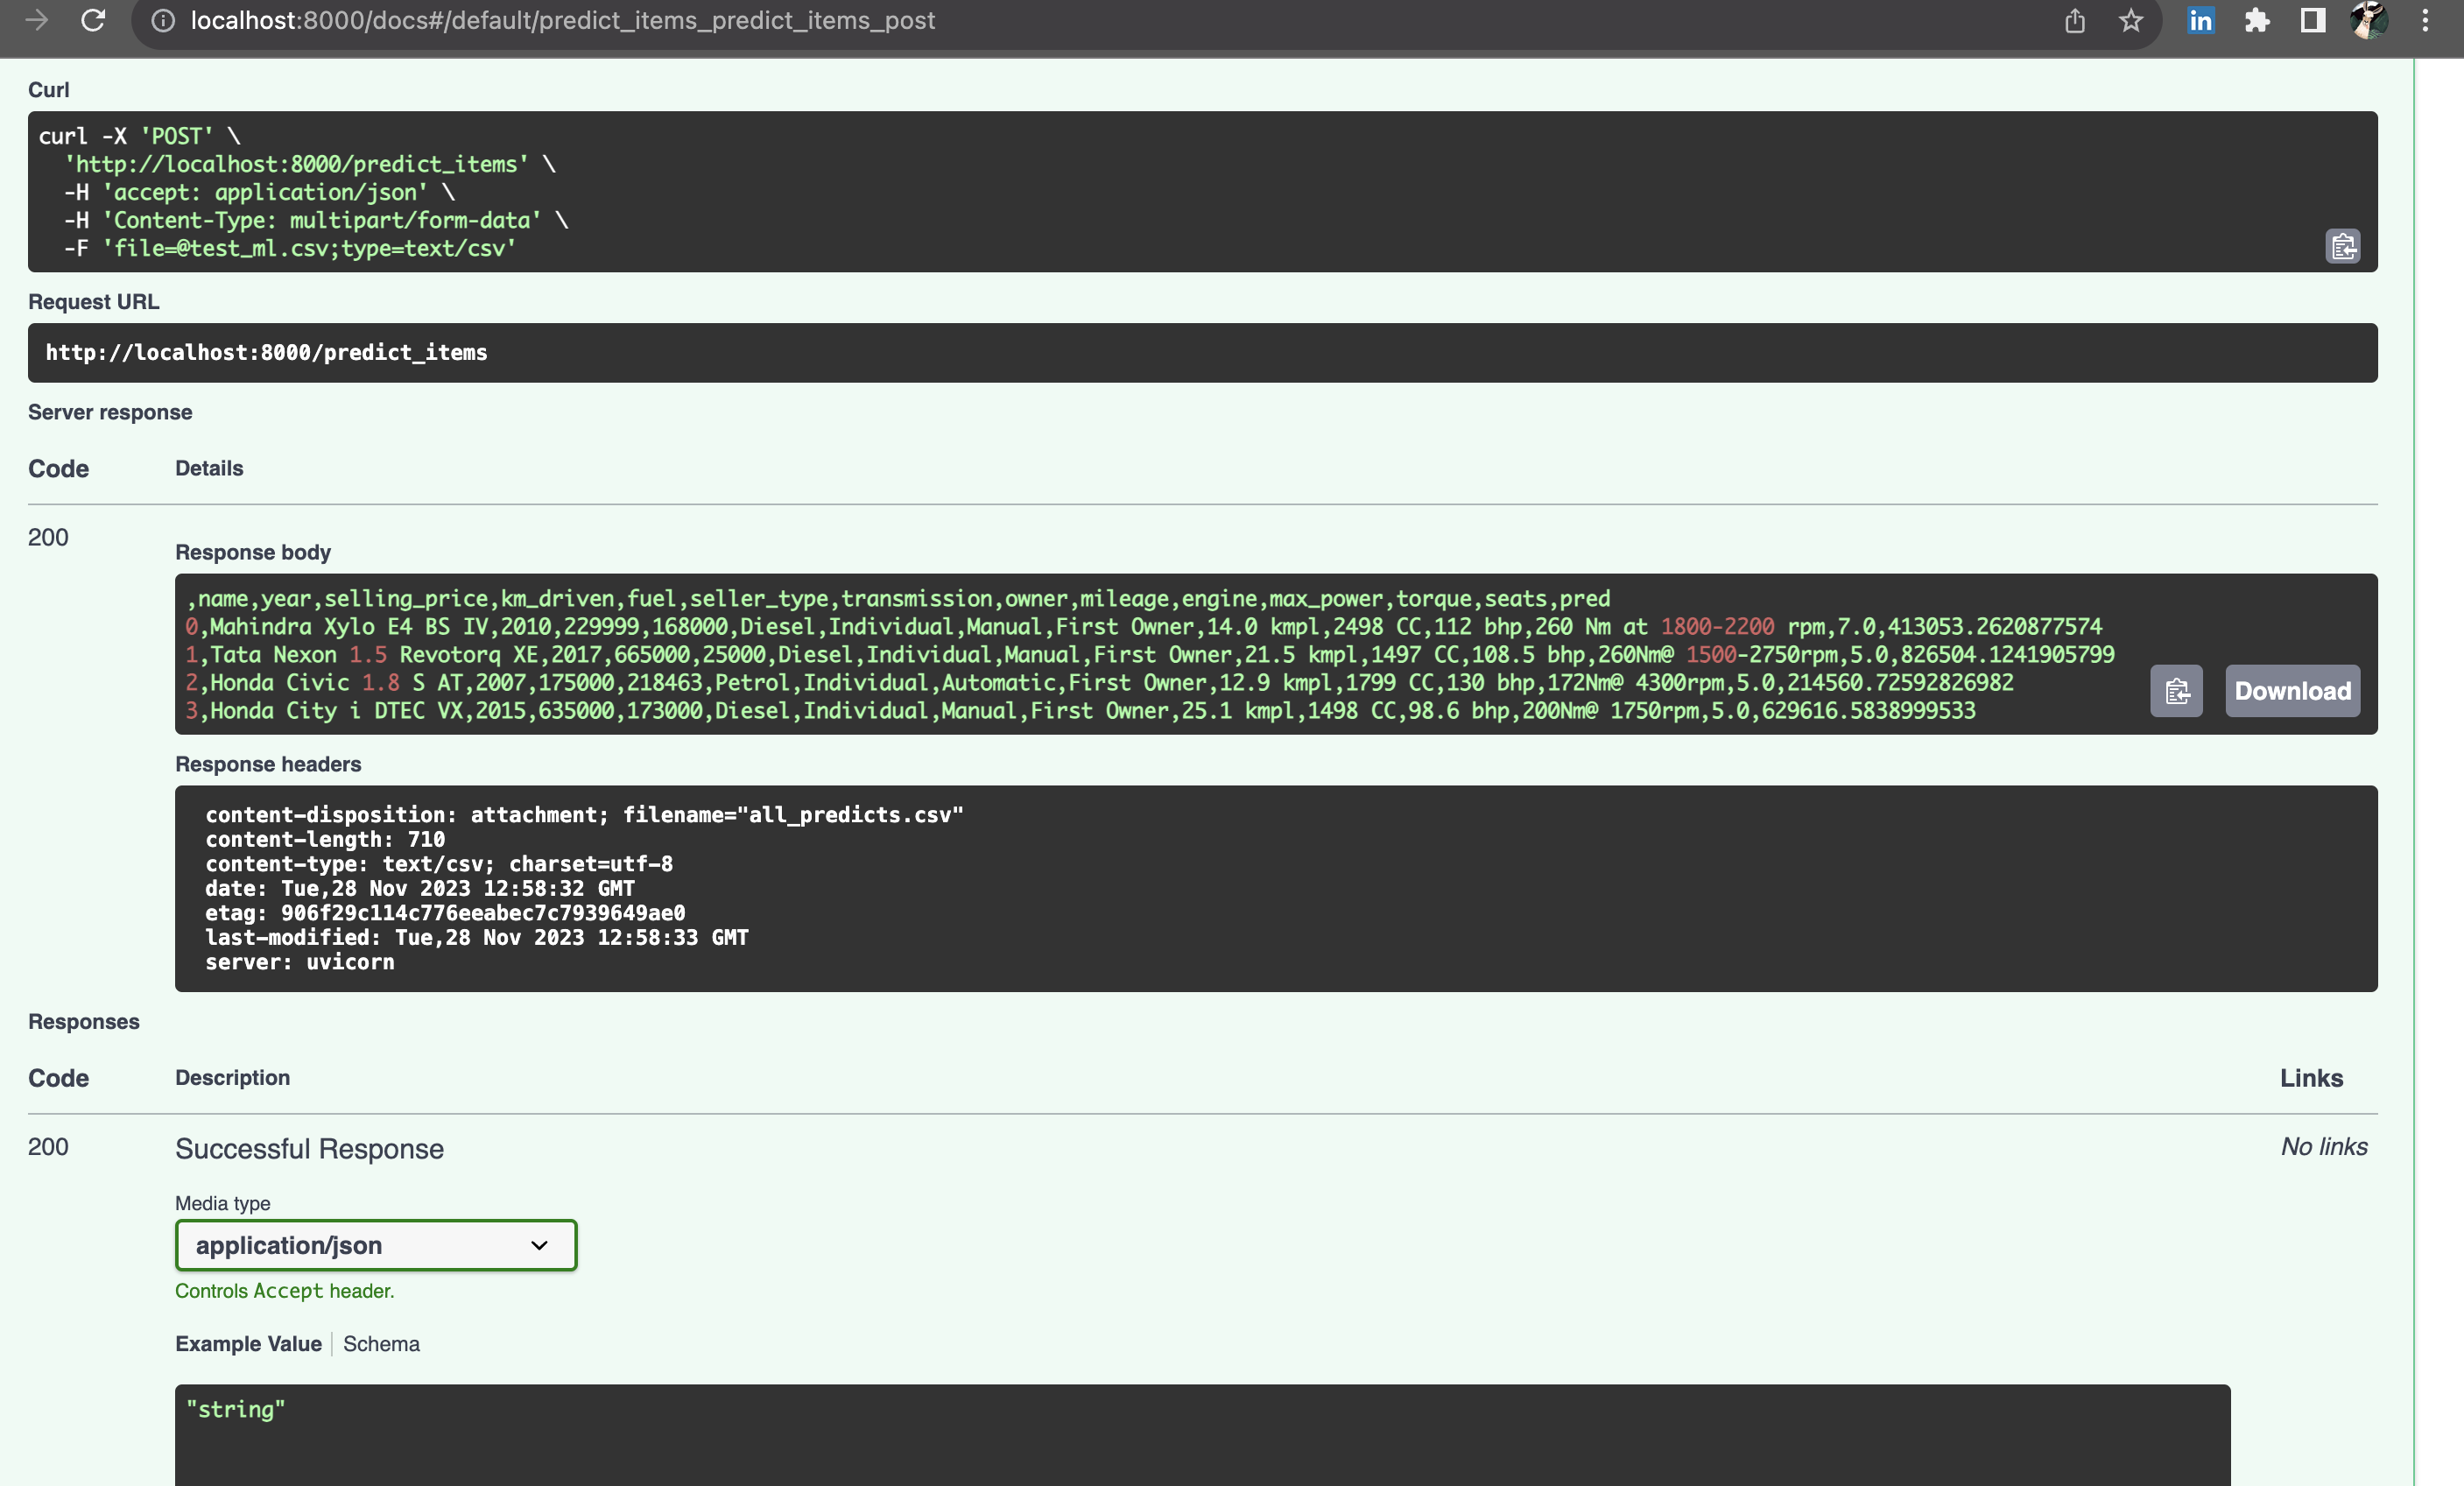 localhost:8000/docs#/default/predict_items_predict_items_post
in
Curl
curl -X 'POST' \
'http://localhost:8000/predict_items' \
-H 'accept: application/json' \
-H 'Content-Type: multipart/form-data' \
-F 'file=@test_ml.csv;type=text/csv'
Request URL
http://localhost:8000/predict_items
Server response
Code Details
200
Response body
,name,year,selling_price,km_driven,fuel,seller_type,transmission,owner,mileage,engine,max_power,torque,seats,pred
0,Mahindra Xylo E4 BS IV,2010,229999,168000,Diesel,Individual,Manual,First Owner,14.0 kmpl,2498 CC,112 bhp,260 Nm at 1800-2200 rpm,7.0,413053.2620877574
1,Tata Nexon 1.5 Revotorq XE,2017,665000,25000,Diesel,Individual,Manual,First Owner,21.5 kmpl,1497 CC,108.5 bhp,260Nm@ 1500-2750rpm,5.0,826504.1241905799
2,Honda Civic 1.8 S AT,2007,175000,218463,Petrol,Individual,Automatic,First Owner,12.9 kmpl,1799 CC,130 bhp,172Nm@ 4300rpm,5.0,214560.72592826982
3,Honda City i DTEC VX,2015,635000,173000,Diesel,Individual,Manual,First Owner,25.1 kmpl,1498 CC,98.6 bhp,200Nm@ 1750rpm,5.0,629616.5838999533
Download
Response headers
content-disposition: attachment; filename="all_predicts.csv"
content-length: 710
content-type: text/csv; charset=utf-8
date: Tue,28 Nov 2023 12:58:32 GMT
etag: 906f29c114c776eeabec7c7939649ae0
last-modified: Tue,28 Nov 2023 12:58:33 GMT
server: uvicorn
Responses
Code Description Links
200 Successful Response No links
Media type
application/json
Controls Accept header.
Example Value Schema
"string"